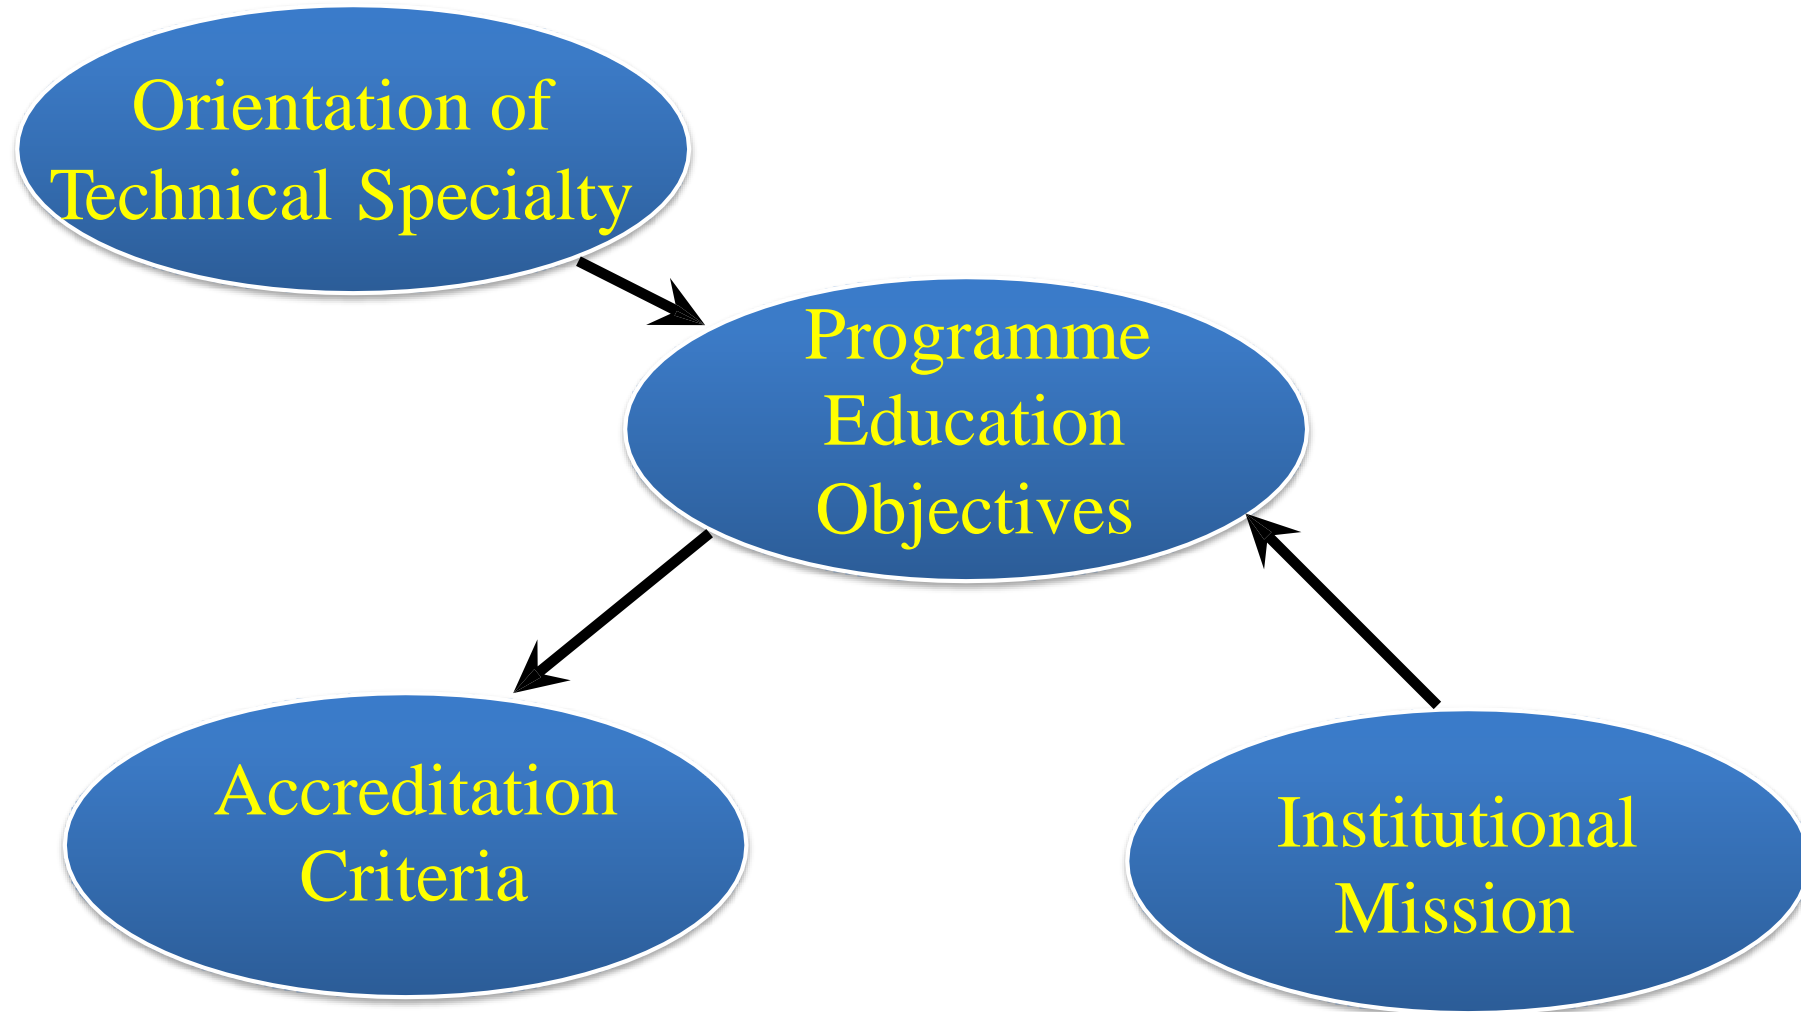 Orientation of
Technical Specialty
Programme
Education
Objectives
Accreditation
Criteria
Institutional
Mission